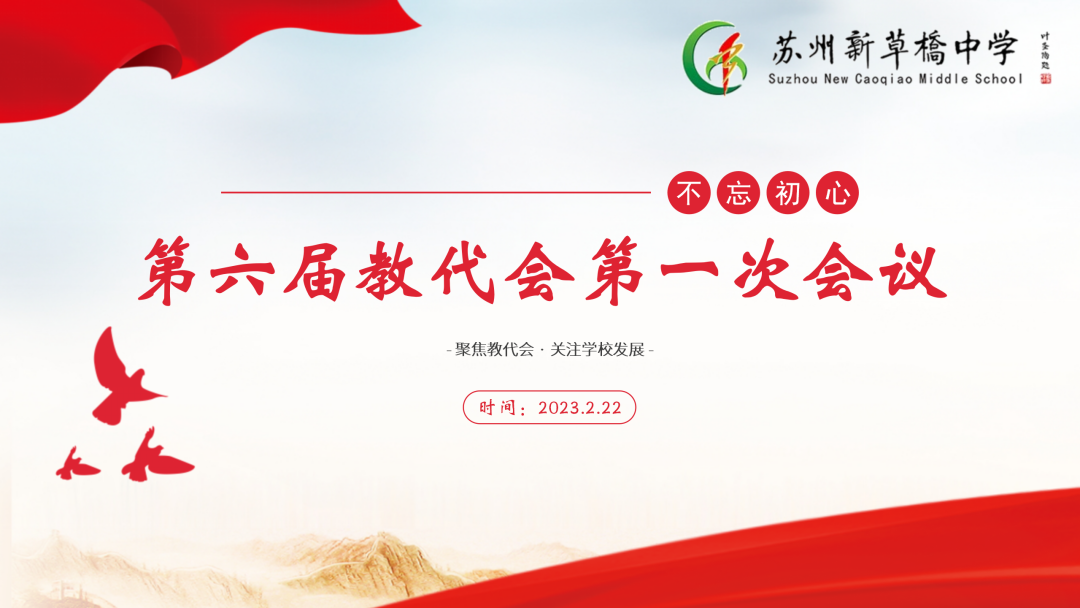 苏州新草橋中学
Suzhou New Caoqiao Middle School
不忘初心
第六届教代会第一次会议
- 聚焦教代会 · 关注学校发展 -
时间：2023.2.22